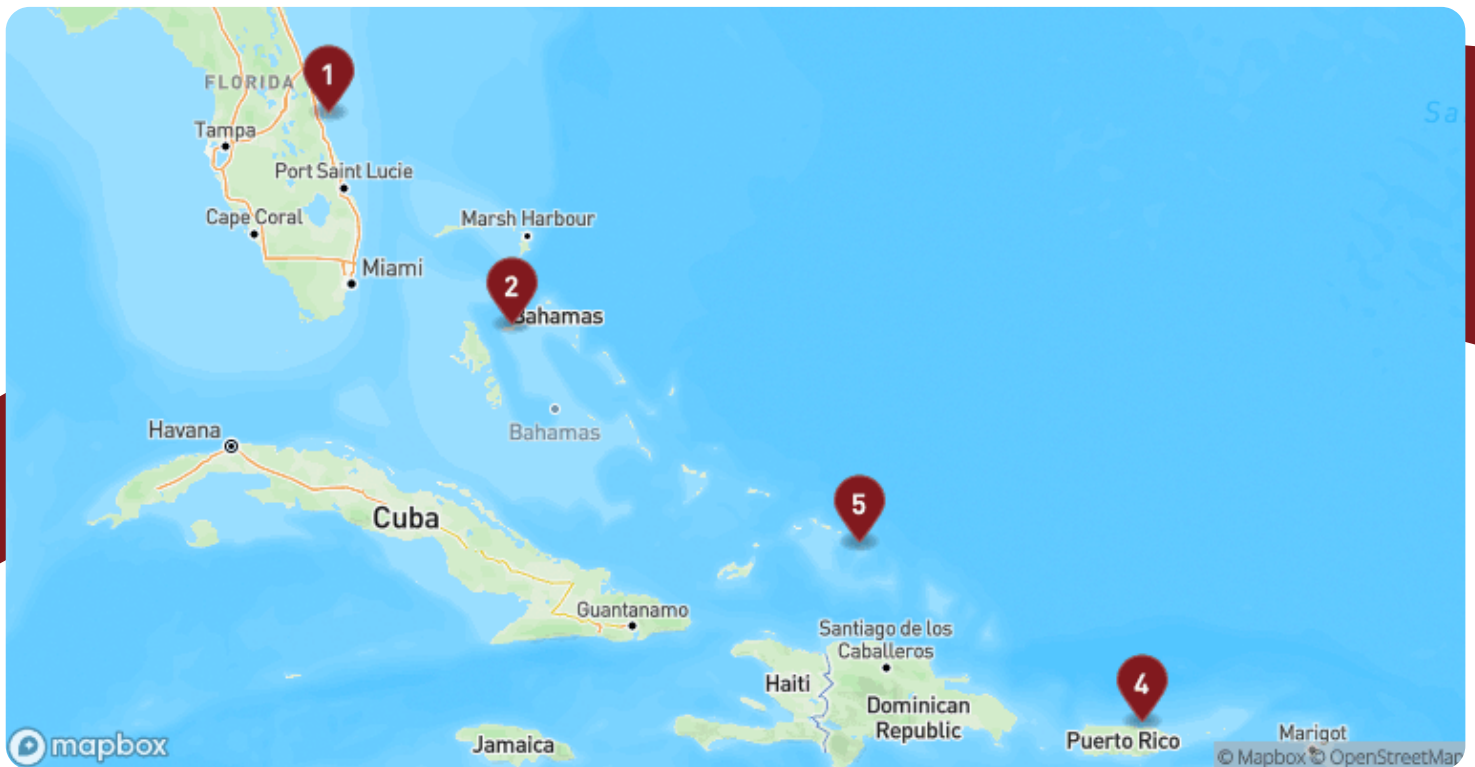 1
FLORIDA
Tampa
Port Saint Lucie
Cape Coral
Marsh Harbour
Miami
2
Bahamas
Havana
Bahamas
5
Cuba
Guantanamo
Santiago de los
Caballeros
Haiti
4
Dominican
Republic
Puerto Rico
Marigot
Jamaica
mapbox
© Mapbox © OpenStreetMap
Sa